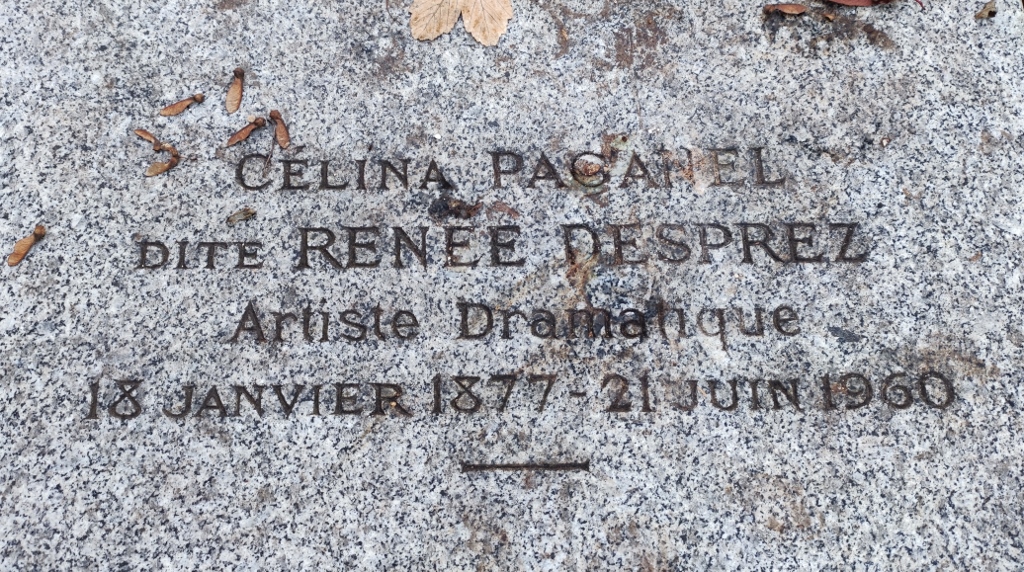 CÉLINA PAGANEL
DITE RENÉE DESPREZ
Artiste Dramatique
18 JANVIER 1877 - 21 JUIN 1960